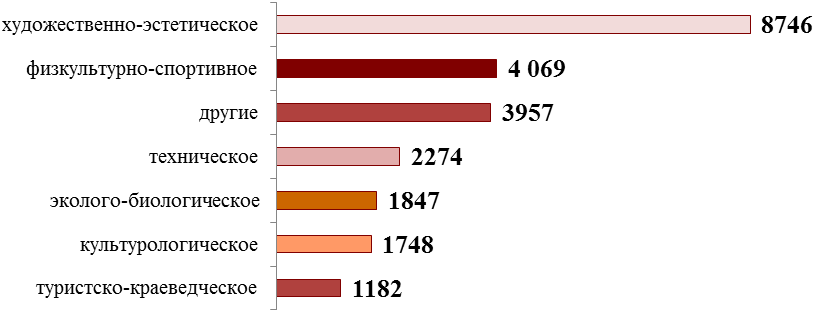 художественно-эстетическое 8746
физкультурно-спортивное 4 069
другие 3957
техническое 2274
эколого-биологическое 1847
культурологическое 1748
туристско-краеведческое 1182